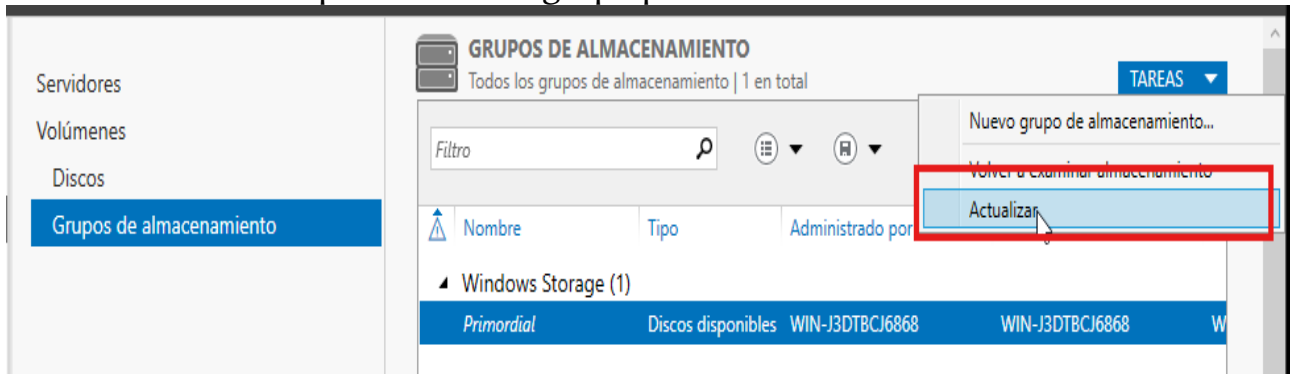 Servidores
Volúmenes
Discos
Grupos de almacenamiento
GRUPOS DE ALMACENAMIENTO
Todos los grupos de almacenamiento | 1 en total
TAREAS
Nuevo grupo de almacenamiento...
Volver a examinar almacenamiento
Actualizar
Filtro
Nombre Tipo Administrado por
Windows Storage (1)
Primordial Discos disponibles WIN-J3DTBCJ6868 WIN-J3DTBCJ6868 W